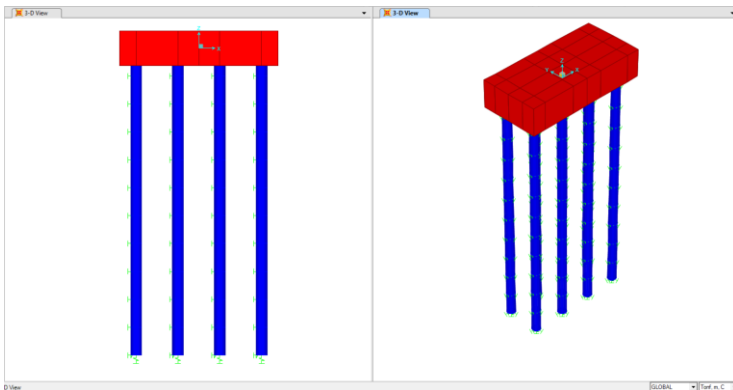 3-D View
3-D View
Z
X
Z
Y
X
D View
GLOBAL
Tonf, m, C